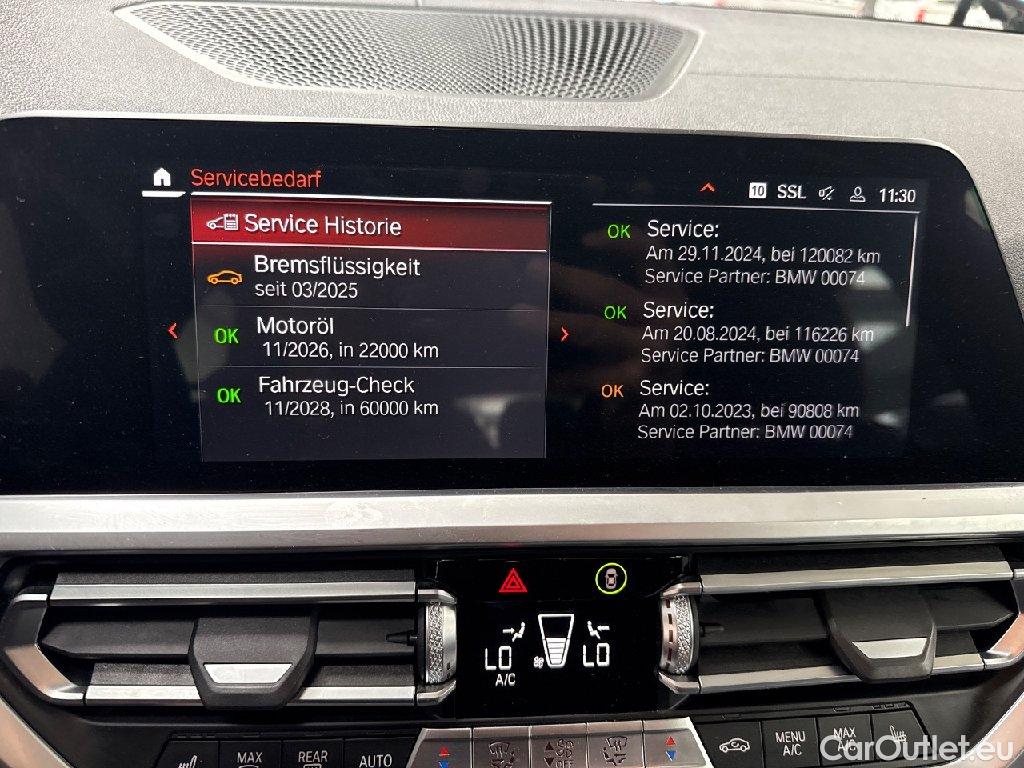 Servicebedarf
10 SSL 11:30
Service Historie
Bremsflüssigkeit
seit 03/2025
OK Motoröl
11/2026, in 22000 km
OK Fahrzeug-Check
11/2028, in 60000 km
OK Service:
Am 29.11.2024, bei 120082 km
Service Partner: BMW 00074
OK Service:
Am 20.08.2024, bei 116226 km
Service Partner: BMW 00074
OK Service:
Am 02.10.2023, bei 90808 km
Service Partner: BMW 00074
LO LO
A/C
MAX
REAR
AUTO
OFF
MENU
A/C
MAX
A/C
CarOutlet.eu